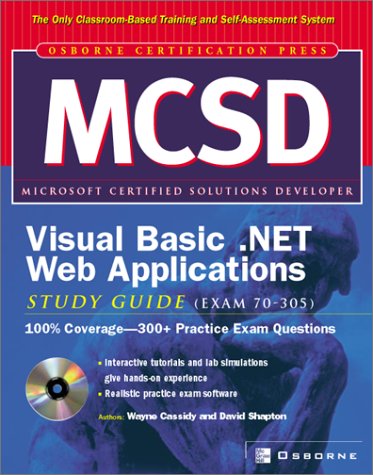 The Only Classroom-Based Training and Self-Assessment System
OSBORNE CERTIFICATION PRESS
MCSD
MICROSOFT CERTIFIED SOLUTIONS DEVELOPER
Visual Basic .NET
Web Applications
STUDY GUIDE (EXAM 70-305)
100% Coverage—300+ Practice Exam Questions
• Interactive tutorials and lab simulations
give hands-on experience
• Realistic practice exam software
Authors: Wayne Cassidy and David Shapton
OSBORNE